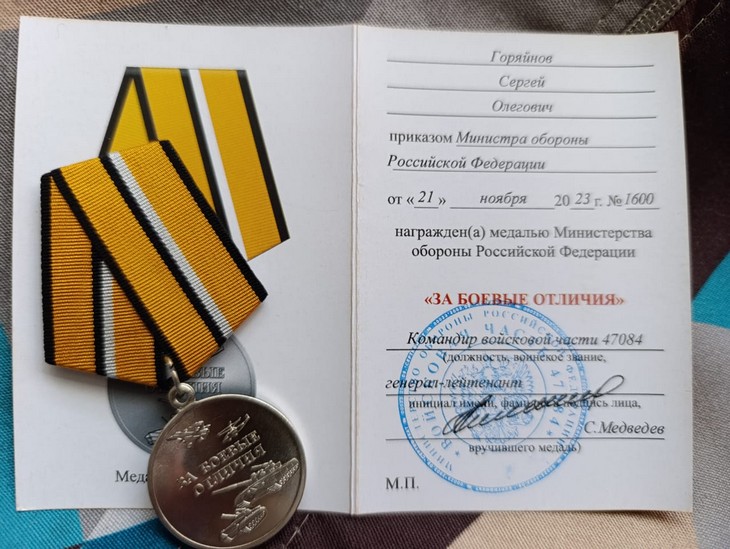 Горяйнов
Сергей
Олегович
приказом Министра обороны
Российской Федерации
от « 21 » ноября 20 23 г. № 1600
награжден(а) медалью Министерства
обороны Российской Федерации
«ЗА БОЕВЫЕ ОТЛИЧИЯ»
Командир войсковой части 47084
(должность, воинское звание,
генерал-лейтенант
инициал имени, фамилия и подпись лица,
С.Медведев
вручившего медаль)
М.П.
ЗА БОЕВЫЕ
ОТЛИЧИЯ
Меда